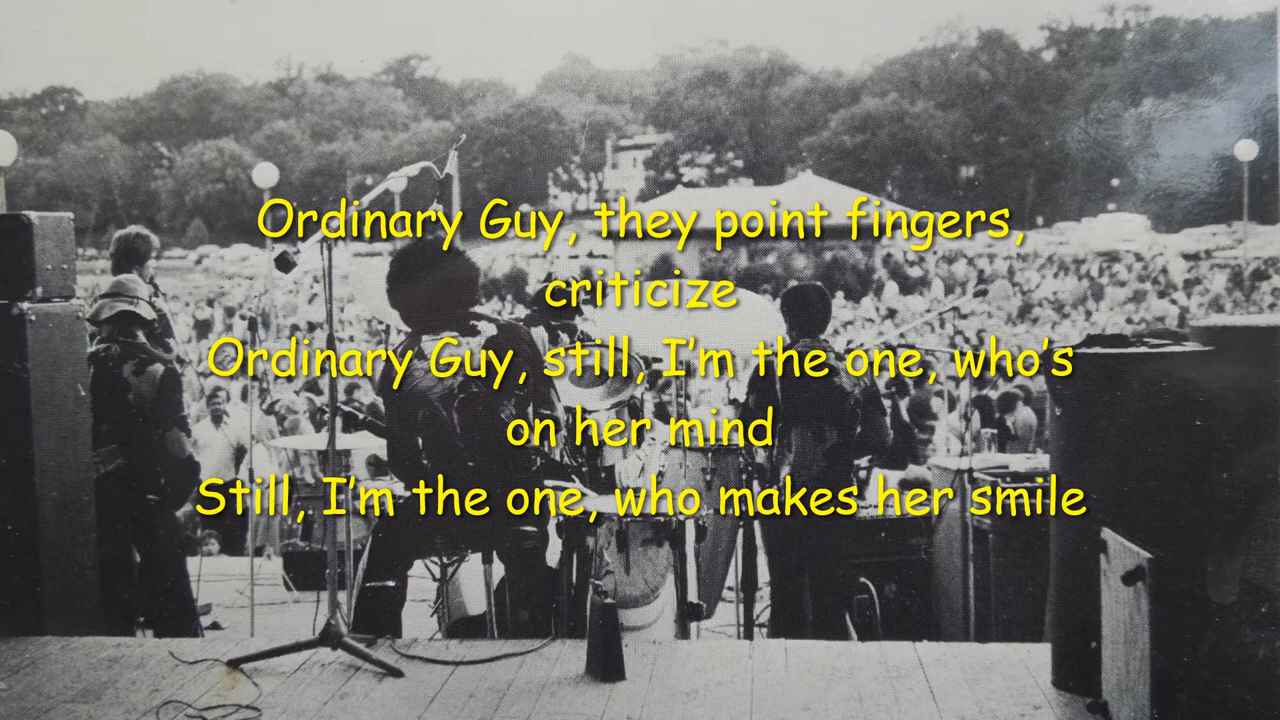 Ordinary Guy, they point fingers,
criticize
Ordinary Guy, still, I'm the one, who's
on her mind
Still, I'm the one, who makes her smile